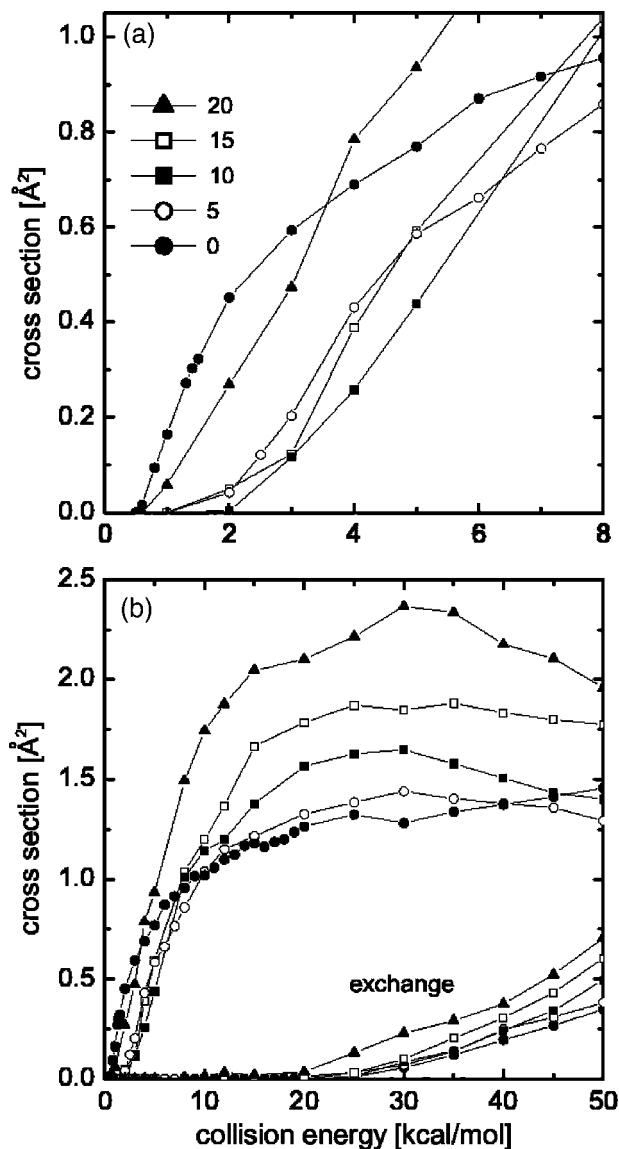 (a)
1.0
0.8
0.6
0.4
0.2
0.0
cross section [Å²]
20
15
10
5
0
0 2 4 6 8
(b)
2.5
2.0
1.5
1.0
0.5
0.0
cross section [Å²]
exchange
0 10 20 30 40 50
collision energy [kcal/mol]